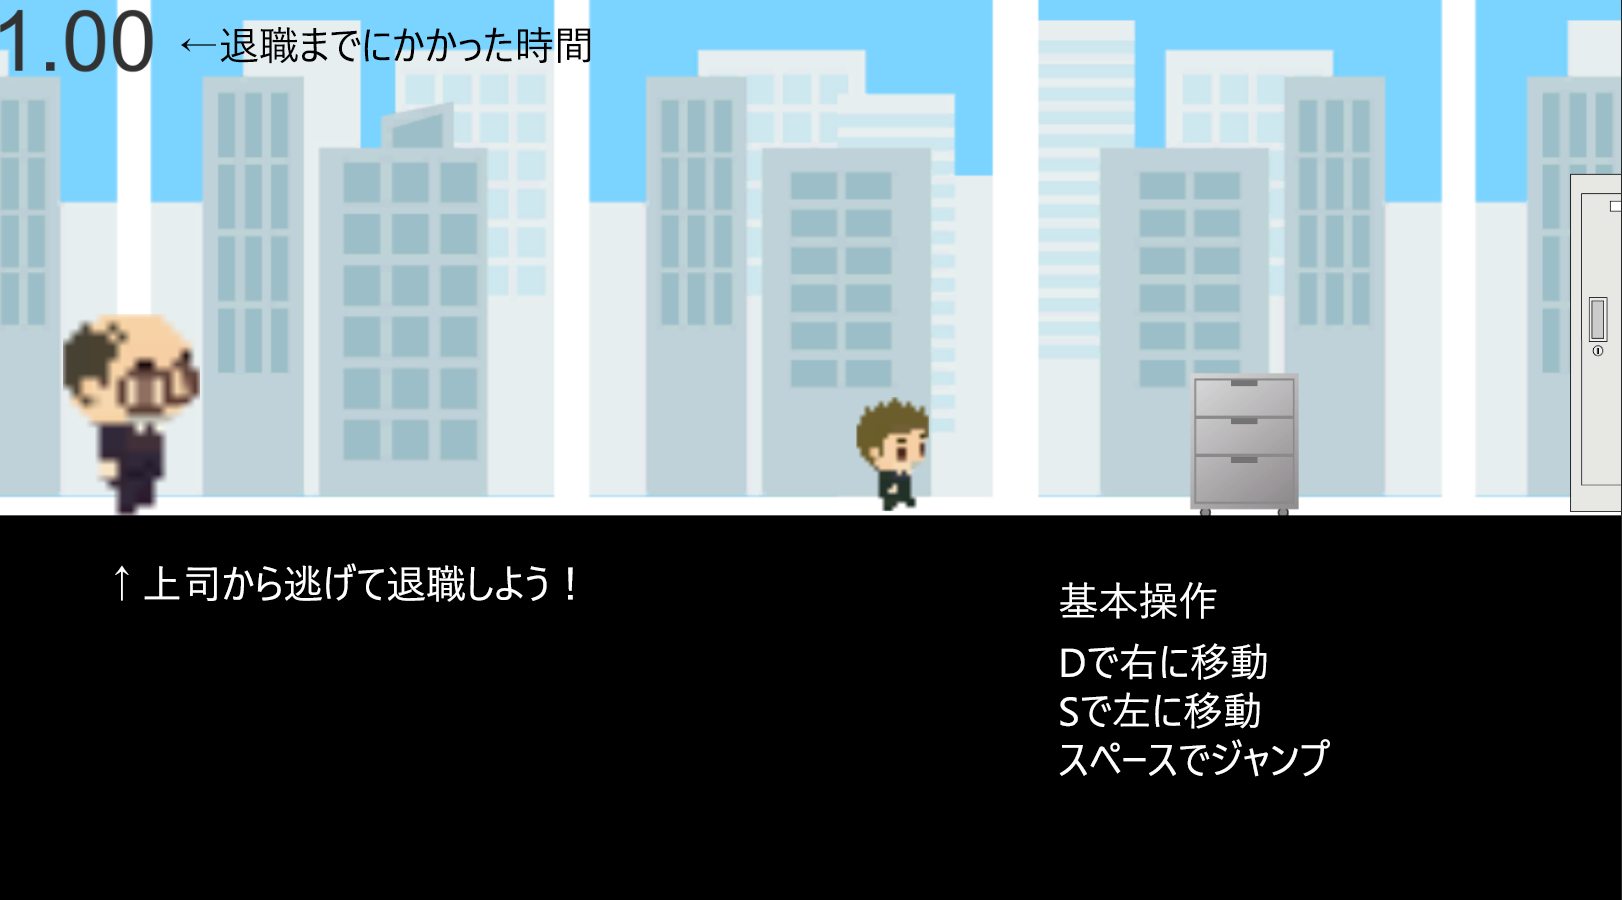 1.00 ←退職までにかかった時間
↑上司から逃げて退職しよう！
基本操作
Dで右に移動
Sで左に移動
スペースでジャンプ